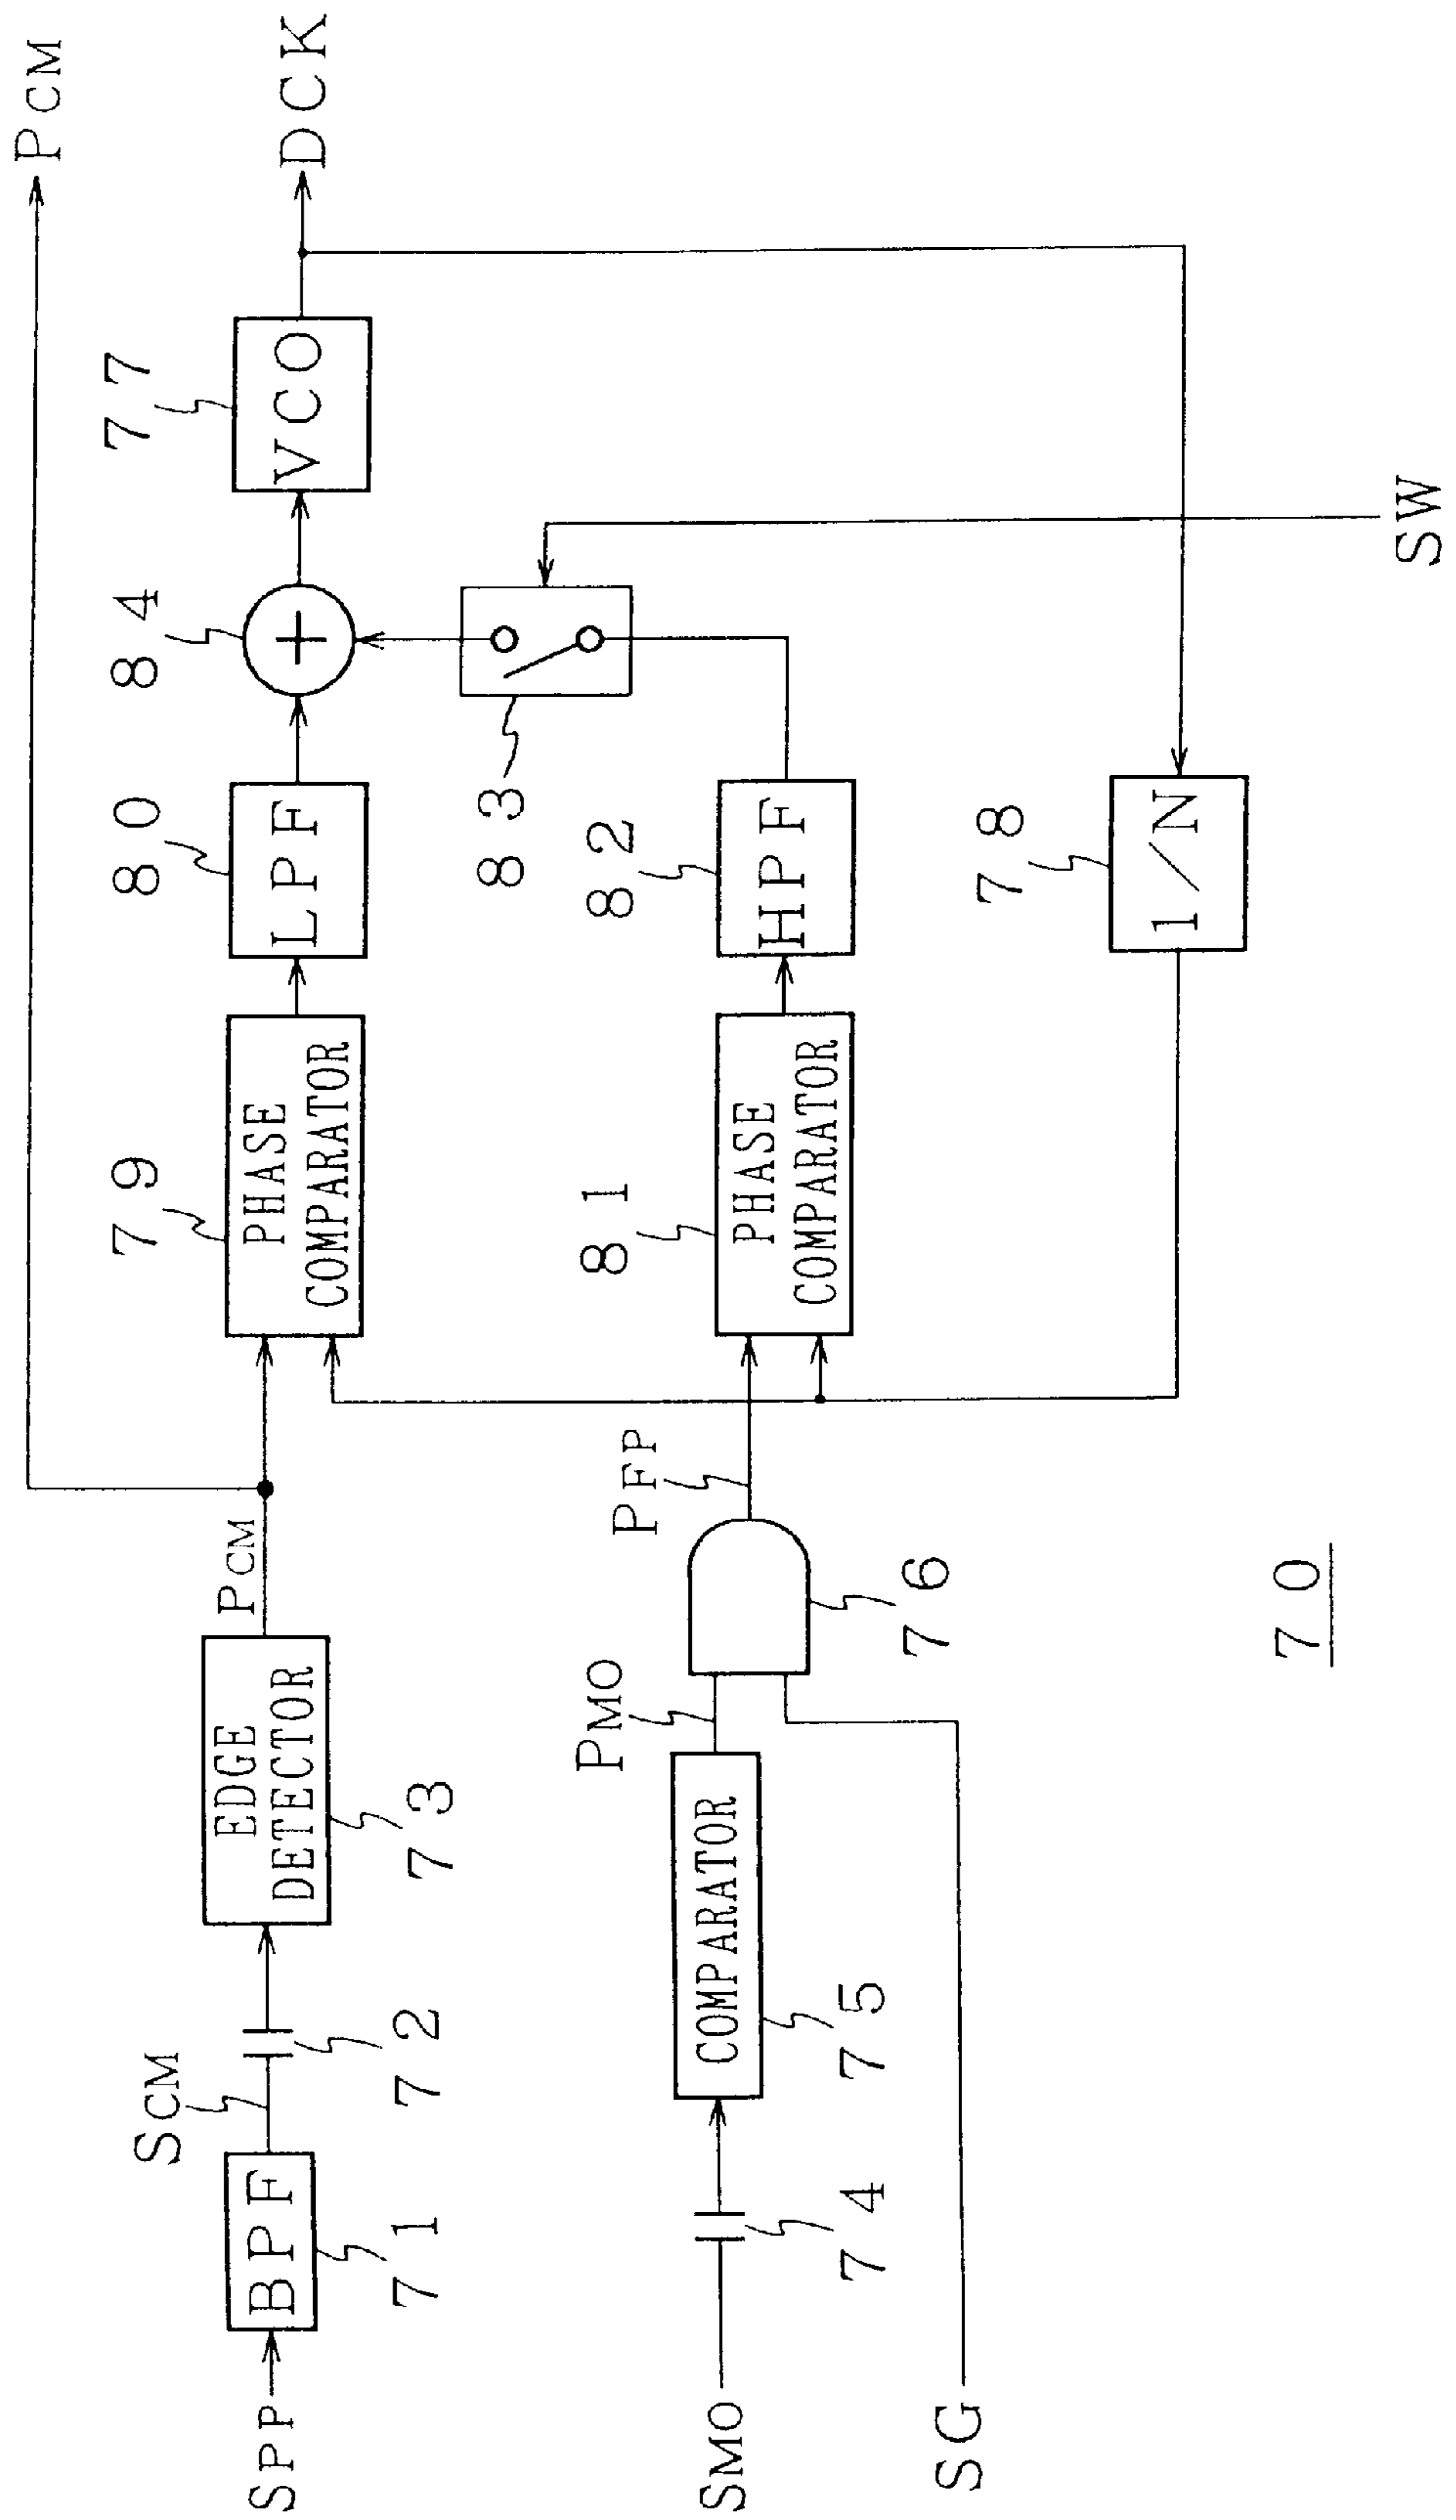 PCM
DCK
77
VCO
84
80
LPF
83
79
PHASE
COMPARATOR
82
HPF
81
PHASE
COMPARATOR
78
1/N
SW
PCM
EDGE
DETECTOR
73
SCM
72
BPF
71
SPP
PFP
76
PMO
COMPARATOR
75
74
SMO
SG
70